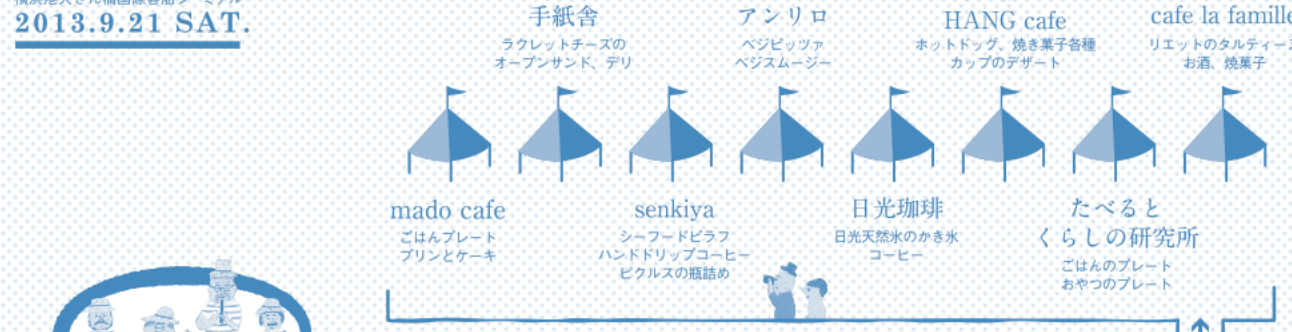 2013.9.21 SAT.
手紙舎
ラクレットチーズの
オープンサンド、デリ
アンリロ
ベジピッツァ
ベジスムージー
HANG cafe
ホットドッグ、焼き菓子各種
カップのデザート
cafe la famille
リエットのタルティーヌ
お酒、焼菓子
mado cafe
ごはんプレート
プリンとケーキ
senkiya
シーフードピラフ
ハンドドリップコーヒー
ピクルスの瓶詰め
日光珈琲
日光天然氷のかき氷
コーヒー
たべると
くらしの研究所
ごはんのプレート
おやつのプレート